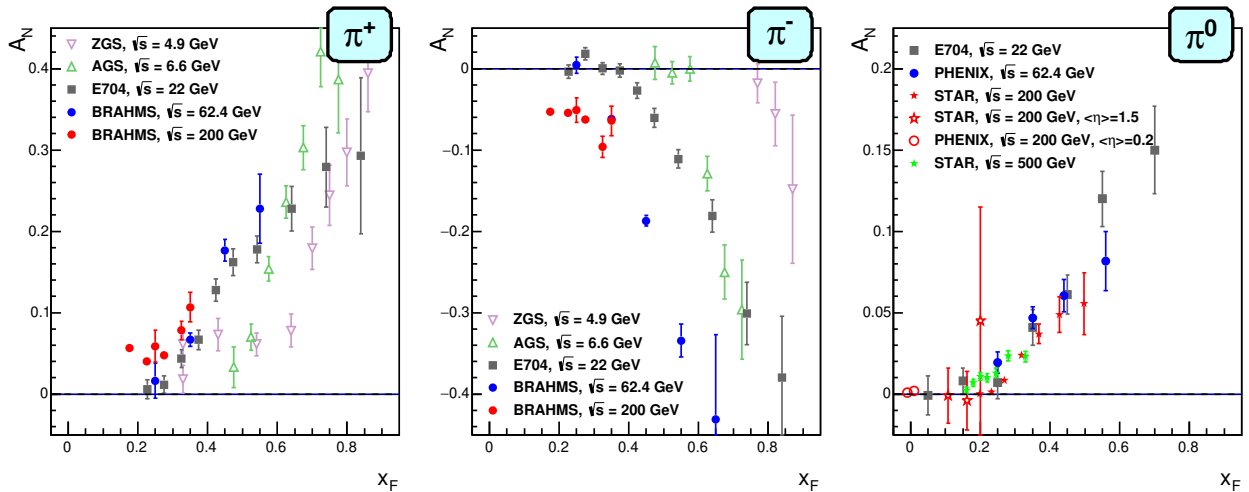 A_N
π⁺
ZGS, √s = 4.9 GeV
AGS, √s = 6.6 GeV
E704, √s = 22 GeV
BRAHMS, √s = 62.4 GeV
BRAHMS, √s = 200 GeV
0.4
0.3
0.2
0.1
0
0 0.2 0.4 0.6 0.8
x_F
A_N
π⁻
0
−0.1
−0.2
−0.3
−0.4
ZGS, √s = 4.9 GeV
AGS, √s = 6.6 GeV
E704, √s = 22 GeV
BRAHMS, √s = 62.4 GeV
BRAHMS, √s = 200 GeV
0 0.2 0.4 0.6 0.8
x_F
A_N
π⁰
E704, √s = 22 GeV
PHENIX, √s = 62.4 GeV
STAR, √s = 200 GeV
STAR, √s = 200 GeV, <η>=1.5
PHENIX, √s = 200 GeV, <η>=0.2
STAR, √s = 500 GeV
0.2
0.15
0.1
0.05
0
0 0.2 0.4 0.6 0.8
x_F